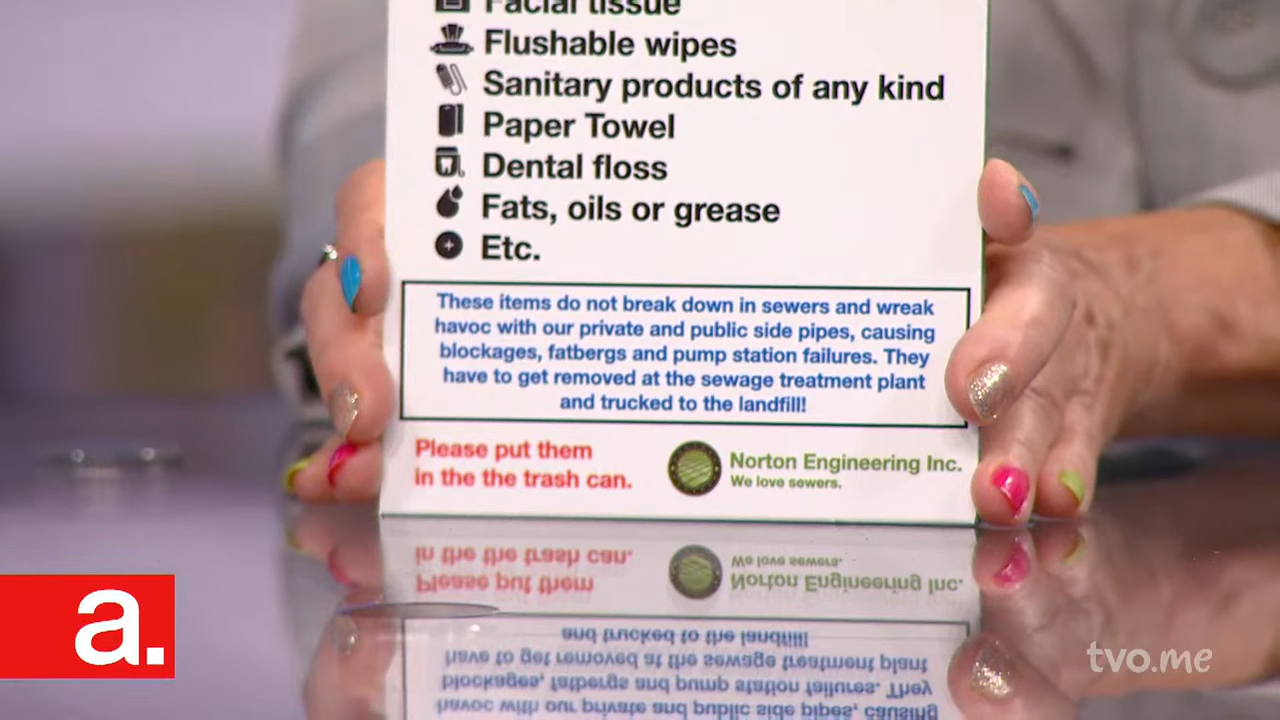 Facial tissue
Flushable wipes
Sanitary products of any kind
Paper Towel
Dental floss
Fats, oils or grease
Etc.
These items do not break down in sewers and wreak
havoc with our private and public side pipes, causing
blockages, fatbergs and pump station failures. They
have to get removed at the sewage treatment plant
and trucked to the landfill!
Please put them
in the the trash can.
Norton Engineering Inc.
We love sewers.
a.
tvo.me